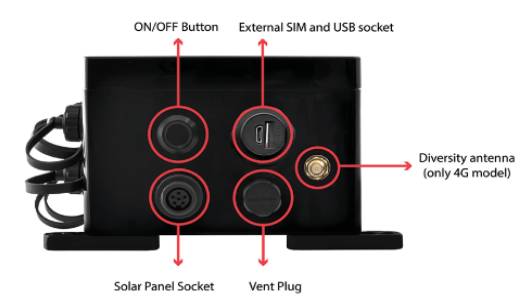 ON/OFF Button
External SIM and USB socket
Diversity antenna
(only 4G model)
Solar Panel Socket
Vent Plug